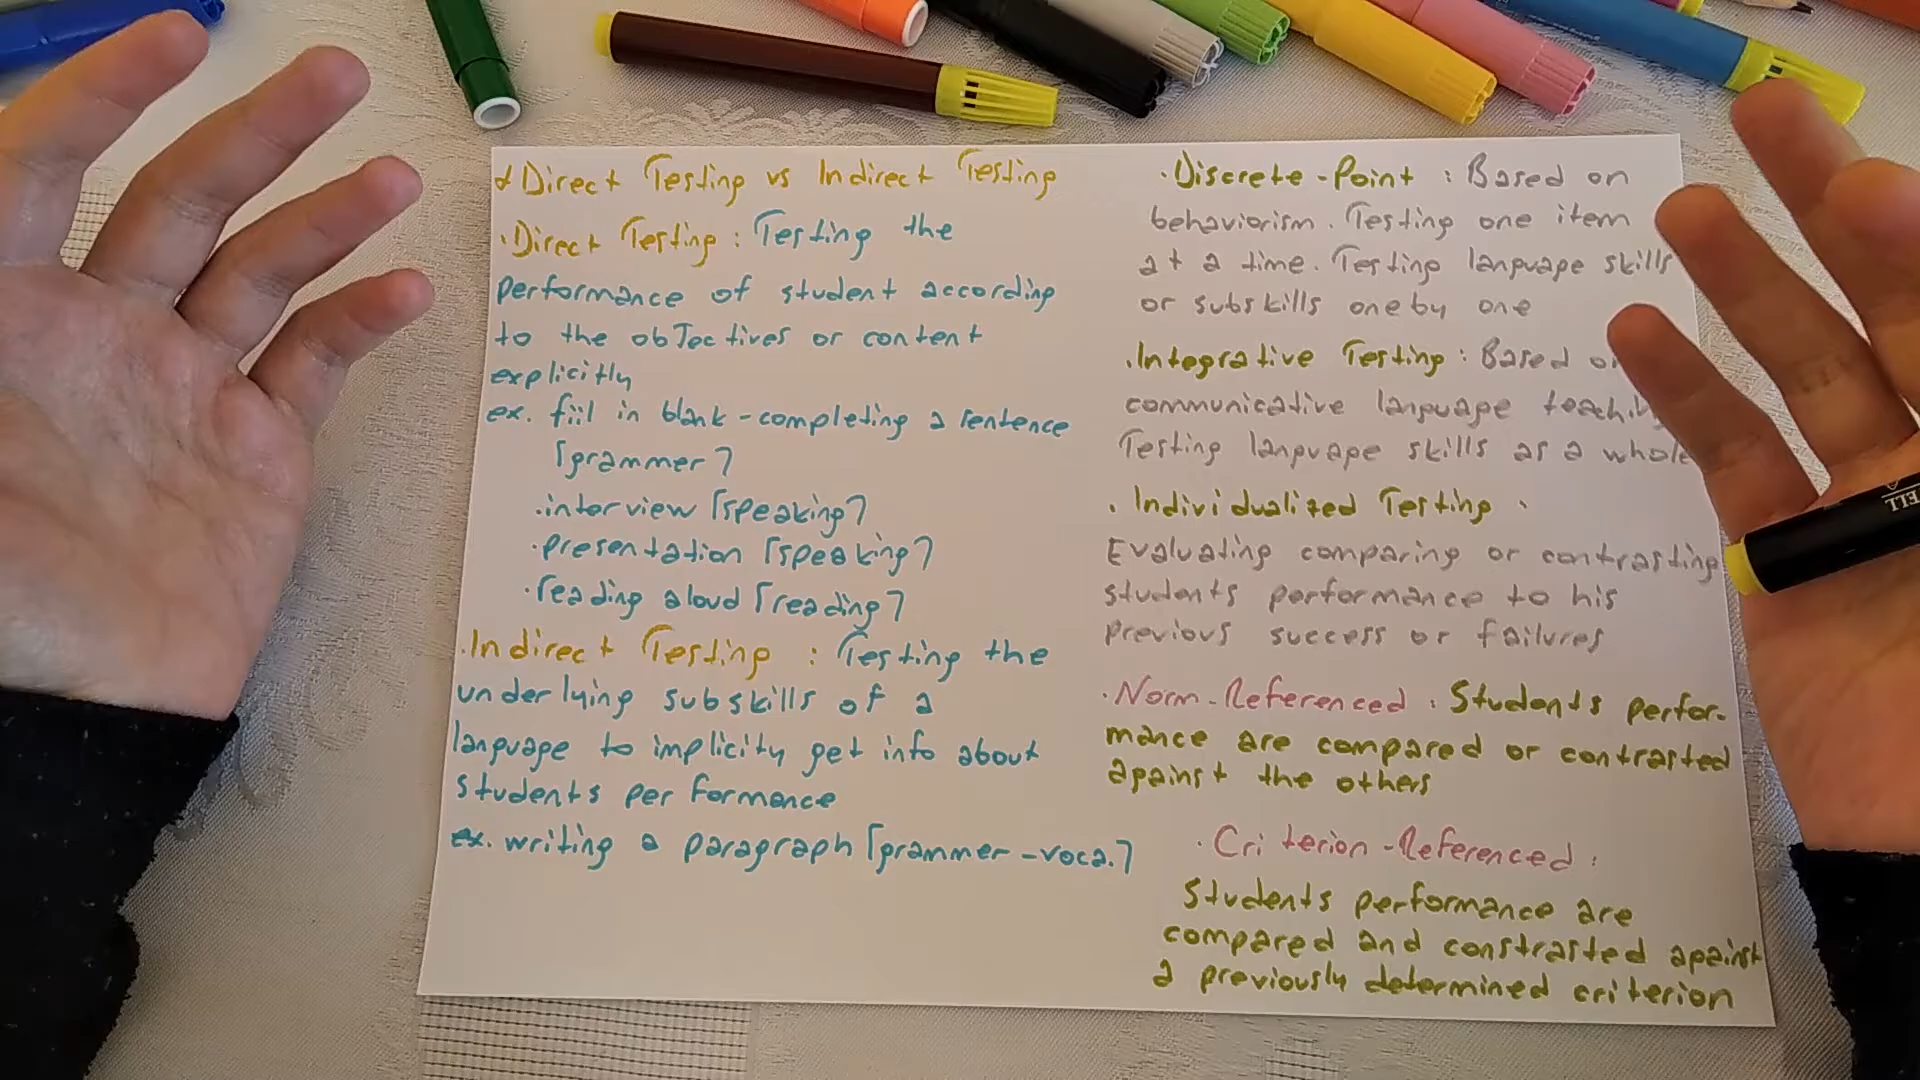 Direct Testing vs Indirect Testing
. Direct Testing : Testing the
performance of student according
to the objectives or content
explicitly
ex. fiil in blank - completing a sentence
[grammer]
. interview [speaking]
. presentation [speaking]
. reading aloud [reading]
. Indirect Testing : Testing the
underlying subskills of a
language to implicity get info about
students performance
ex. writing a paragraph [grammer - voca.]
. Discrete - Point : Based on
behaviorism. Testing one item
at a time. Testing language skills
or subskills one by one
. Integrative Testing : Based
communicative language
Testing language skills as a whole
. Individualized Testing
Evaluating comparing or contrasting
students performance to his
previous success or failures
. Norm - Referenced : Students perfor-
mance are compared or contrasted
against the others
. Criterion - Referenced :
Students performance are
compared and constrasted against
a previously determined criterion